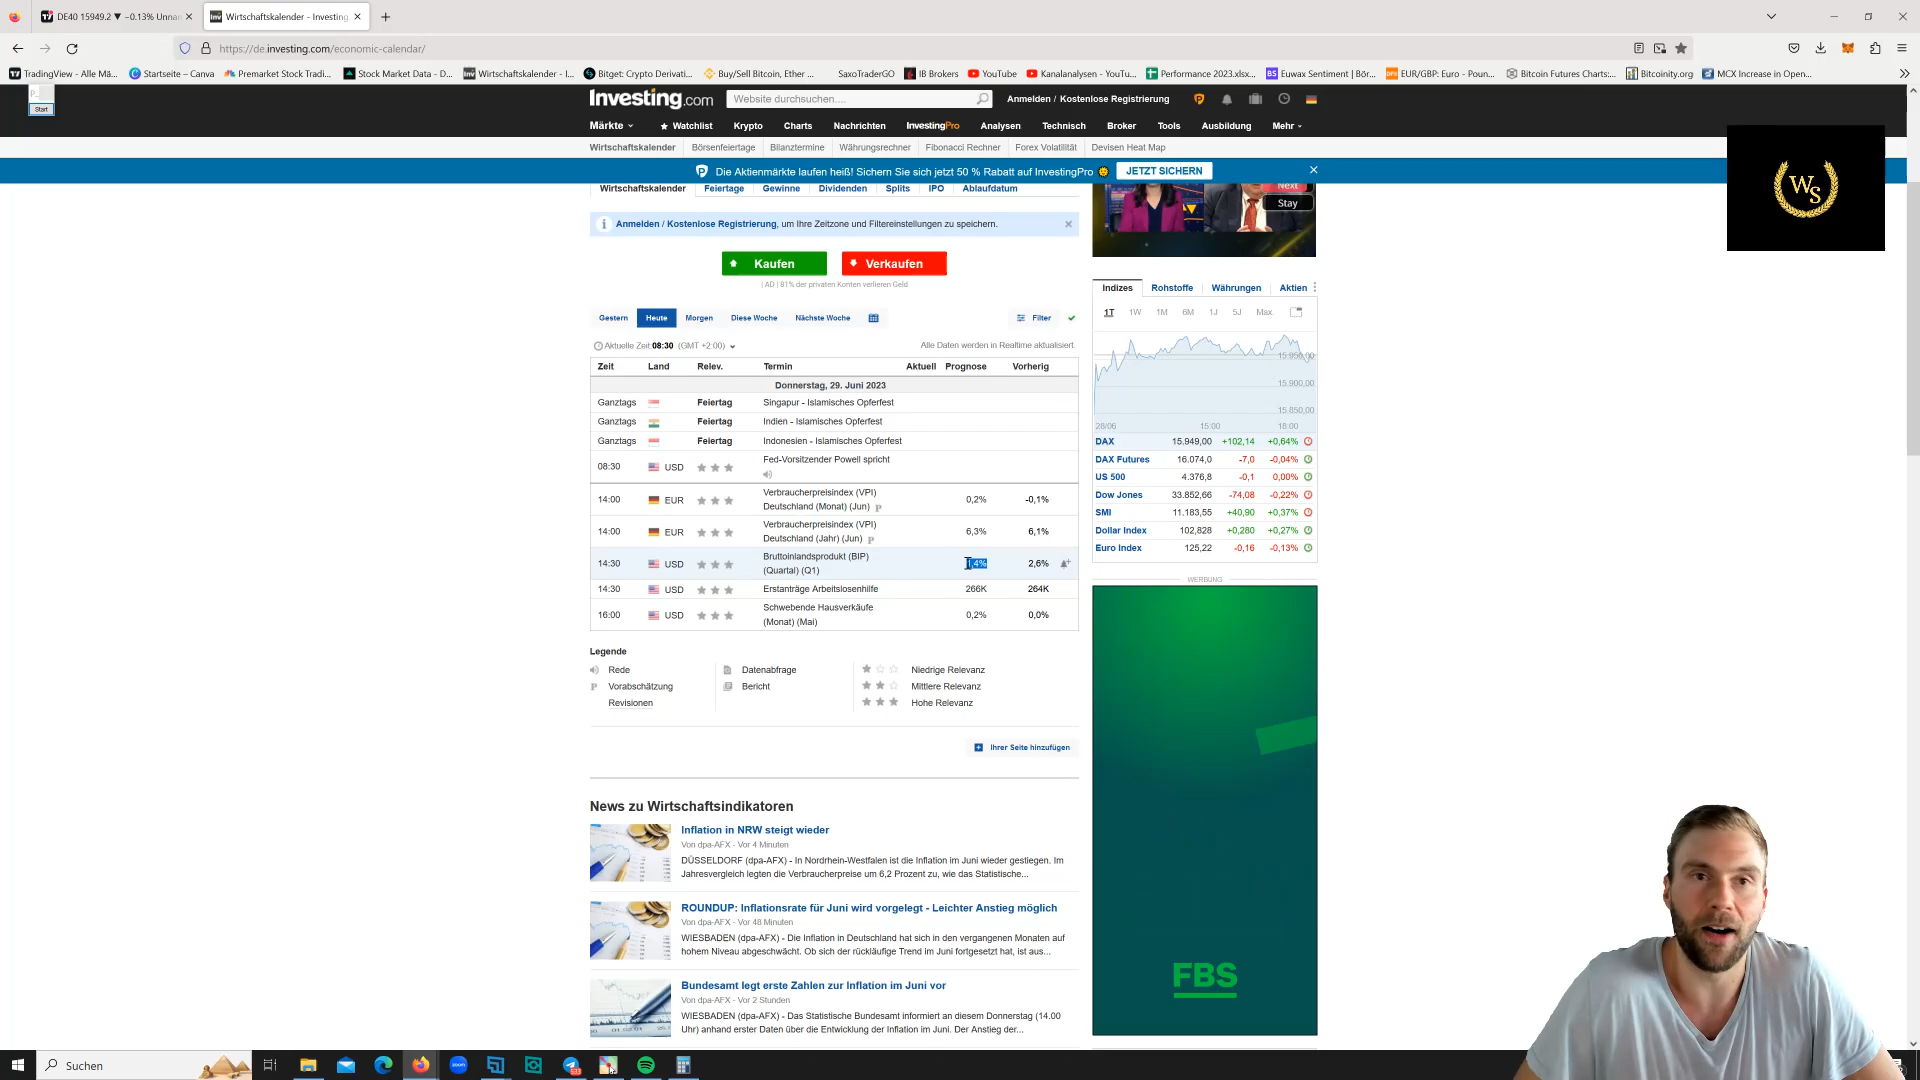 DE40 15949.2 ▼ −0.13% Unnan
Wirtschaftskalender - Investing
https://de.investing.com/economic-calendar/
TradingView - Alle Mä...
Startseite – Canva
Premarket Stock Tradi...
Stock Market Data - D...
Wirtschaftskalender - I...
Bitget: Crypto Derivati...
Buy/Sell Bitcoin, Ether ...
SaxoTraderGO
IB Brokers
YouTube
Kanalanalysen - YouTu...
Performance 2023.xlsx...
Euwax Sentiment | Bör...
EUR/GBP: Euro - Poun...
Bitcoin Futures Charts:...
Bitcoinity.org
MCX Increase in Open...
Start
Investing.com
Website durchsuchen....
Anmelden / Kostenlose Registrierung
Märkte
Watchlist
Krypto
Charts
Nachrichten
InvestingPro
Analysen
Technisch
Broker
Tools
Ausbildung
Mehr
Wirtschaftskalender
Börsenfeiertage
Bilanztermine
Währungsrechner
Fibonacci Rechner
Forex Volatilität
Devisen Heat Map
Die Aktienmärkte laufen heiß! Sichern Sie sich jetzt 50 % Rabatt auf InvestingPro
JETZT SICHERN
Wirtschaftskalender
Feiertage
Gewinne
Dividenden
Splits
IPO
Ablaufdatum
Next
Stay
WS
Anmelden / Kostenlose Registrierung, um Ihre Zeitzone und Filtereinstellungen zu speichern.
Kaufen
Verkaufen
| AD | 81% der privaten Konten verlieren Geld
Gestern
Heute
Morgen
Diese Woche
Nächste Woche
Filter
Aktuelle Zeit: 08:30 (GMT +2:00)
Alle Daten werden in Realtime aktualisiert.
Zeit Land Relev. Termin Aktuell Prognose Vorherig
Donnerstag, 29. Juni 2023
Ganztags Feiertag Singapur - Islamisches Opferfest
Ganztags Feiertag Indien - Islamisches Opferfest
Ganztags Feiertag Indonesien - Islamisches Opferfest
08:30 USD Fed-Vorsitzender Powell spricht
14:00 EUR Verbraucherpreisindex (VPI) 0,2% -0,1%
Deutschland (Monat) (Jun) P
14:00 EUR Verbraucherpreisindex (VPI) 6,3% 6,1%
Deutschland (Jahr) (Jun) P
14:30 USD Bruttoinlandsprodukt (BIP) 1,4% 2,6%
(Quartal) (Q1)
14:30 USD Erstanträge Arbeitslosenhilfe 266K 264K
16:00 USD Schwebende Hausverkäufe 0,2% 0,0%
(Monat) (Mai)
Legende
Rede
Datenabfrage
Niedrige Relevanz
P Vorabschätzung
Bericht
Mittlere Relevanz
Revisionen
Hohe Relevanz
Ihrer Seite hinzufügen
News zu Wirtschaftsindikatoren
Inflation in NRW steigt wieder
Von dpa-AFX - Vor 4 Minuten
DÜSSELDORF (dpa-AFX) - In Nordrhein-Westfalen ist die Inflation im Juni wieder gestiegen. Im
Jahresvergleich legten die Verbraucherpreise um 6,2 Prozent zu, wie das Statistische...
ROUNDUP: Inflationsrate für Juni wird vorgelegt - Leichter Anstieg möglich
Von dpa-AFX - Vor 48 Minuten
WIESBADEN (dpa-AFX) - Die Inflation in Deutschland hat sich in den vergangenen Monaten auf
hohem Niveau abgeschwächt. Ob sich der rückläufige Trend im Juni fortgesetzt hat, ist aus...
Bundesamt legt erste Zahlen zur Inflation im Juni vor
Von dpa-AFX - Vor 2 Stunden
WIESBADEN (dpa-AFX) - Das Statistische Bundesamt informiert an diesem Donnerstag (14.00
Uhr) anhand erster Daten über die Entwicklung der Inflation im Juni. Der Anstieg der...
Indizes
Rohstoffe
Währungen
Aktien
1T 1W 1M 6M 1J 5J Max.
15.950,00
15.900,00
15.850,00
28/06 15:00 18:00
DAX 15.949,00 +102,14 +0,64%
DAX Futures 16.074,0 -7,0 -0,04%
US 500 4.376,8 -0,1 0,00%
Dow Jones 33.852,66 -74,08 -0,22%
SMI 11.183,55 +40,90 +0,37%
Dollar Index 102,828 +0,280 +0,27%
Euro Index 125,22 -0,16 -0,13%
WERBUNG
FBS
Suchen
zoom